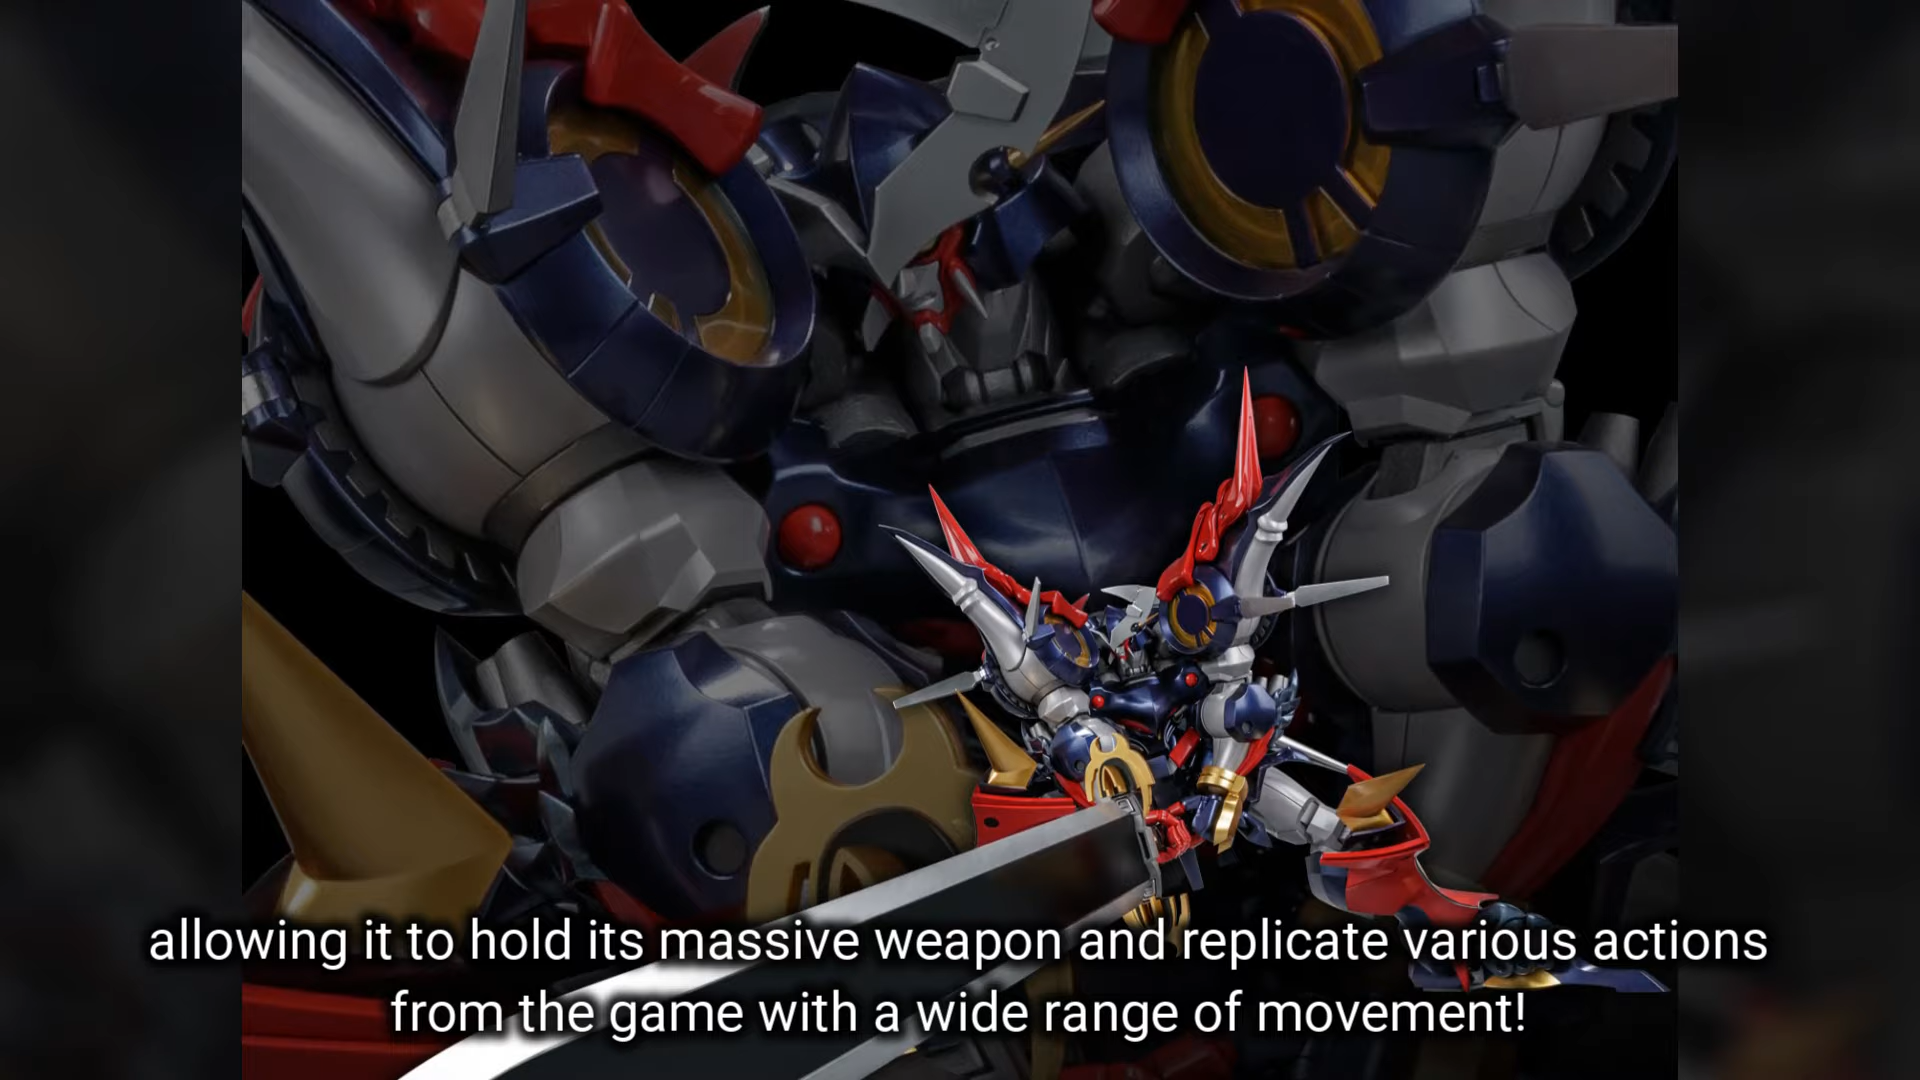 allowing it to hold its massive weapon and replicate various actions
from the game with a wide range of movement!